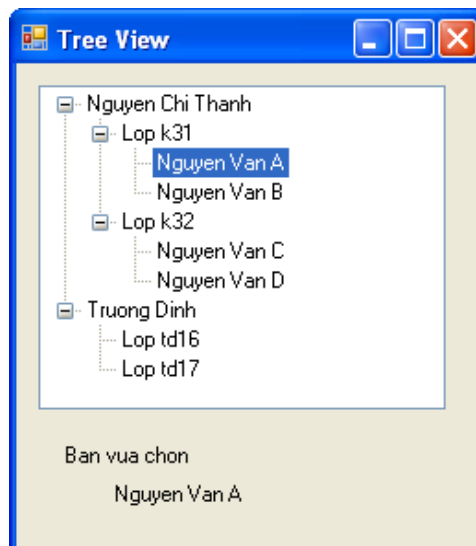 Tree View
Nguyen Chi Thanh
Lop k31
Nguyen Van A
Nguyen Van B
Lop k32
Nguyen Van C
Nguyen Van D
Truong Dinh
Lop td16
Lop td17
Ban vua chon
Nguyen Van A